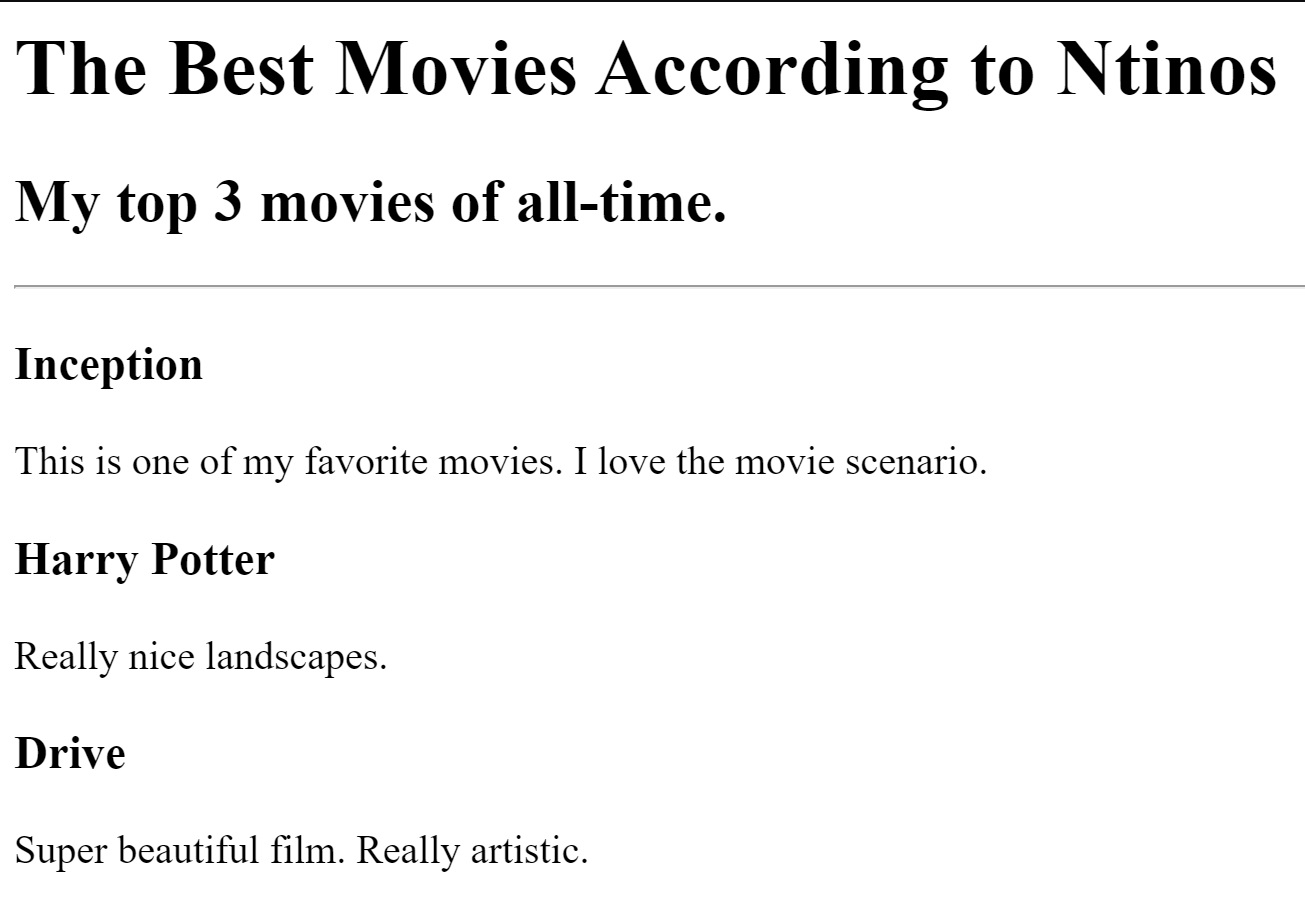 The Best Movies According to Ntinos
My top 3 movies of all-time.
Inception
This is one of my favorite movies. I love the movie scenario.
Harry Potter
Really nice landscapes.
Drive
Super beautiful film. Really artistic.